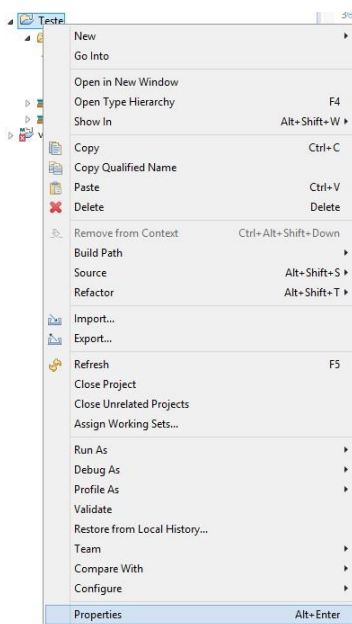 Teste
New
Go Into
Open in New Window
Open Type Hierarchy F4
Show In Alt+Shift+W
Copy Ctrl+C
Copy Qualified Name
Paste Ctrl+V
Delete Delete
Remove from Context Ctrl+Alt+Shift+Down
Build Path
Source Alt+Shift+S
Refactor Alt+Shift+T
Import...
Export...
Refresh F5
Close Project
Close Unrelated Projects
Assign Working Sets...
Run As
Debug As
Profile As
Validate
Restore from Local History...
Team
Compare With
Configure
Properties Alt+Enter